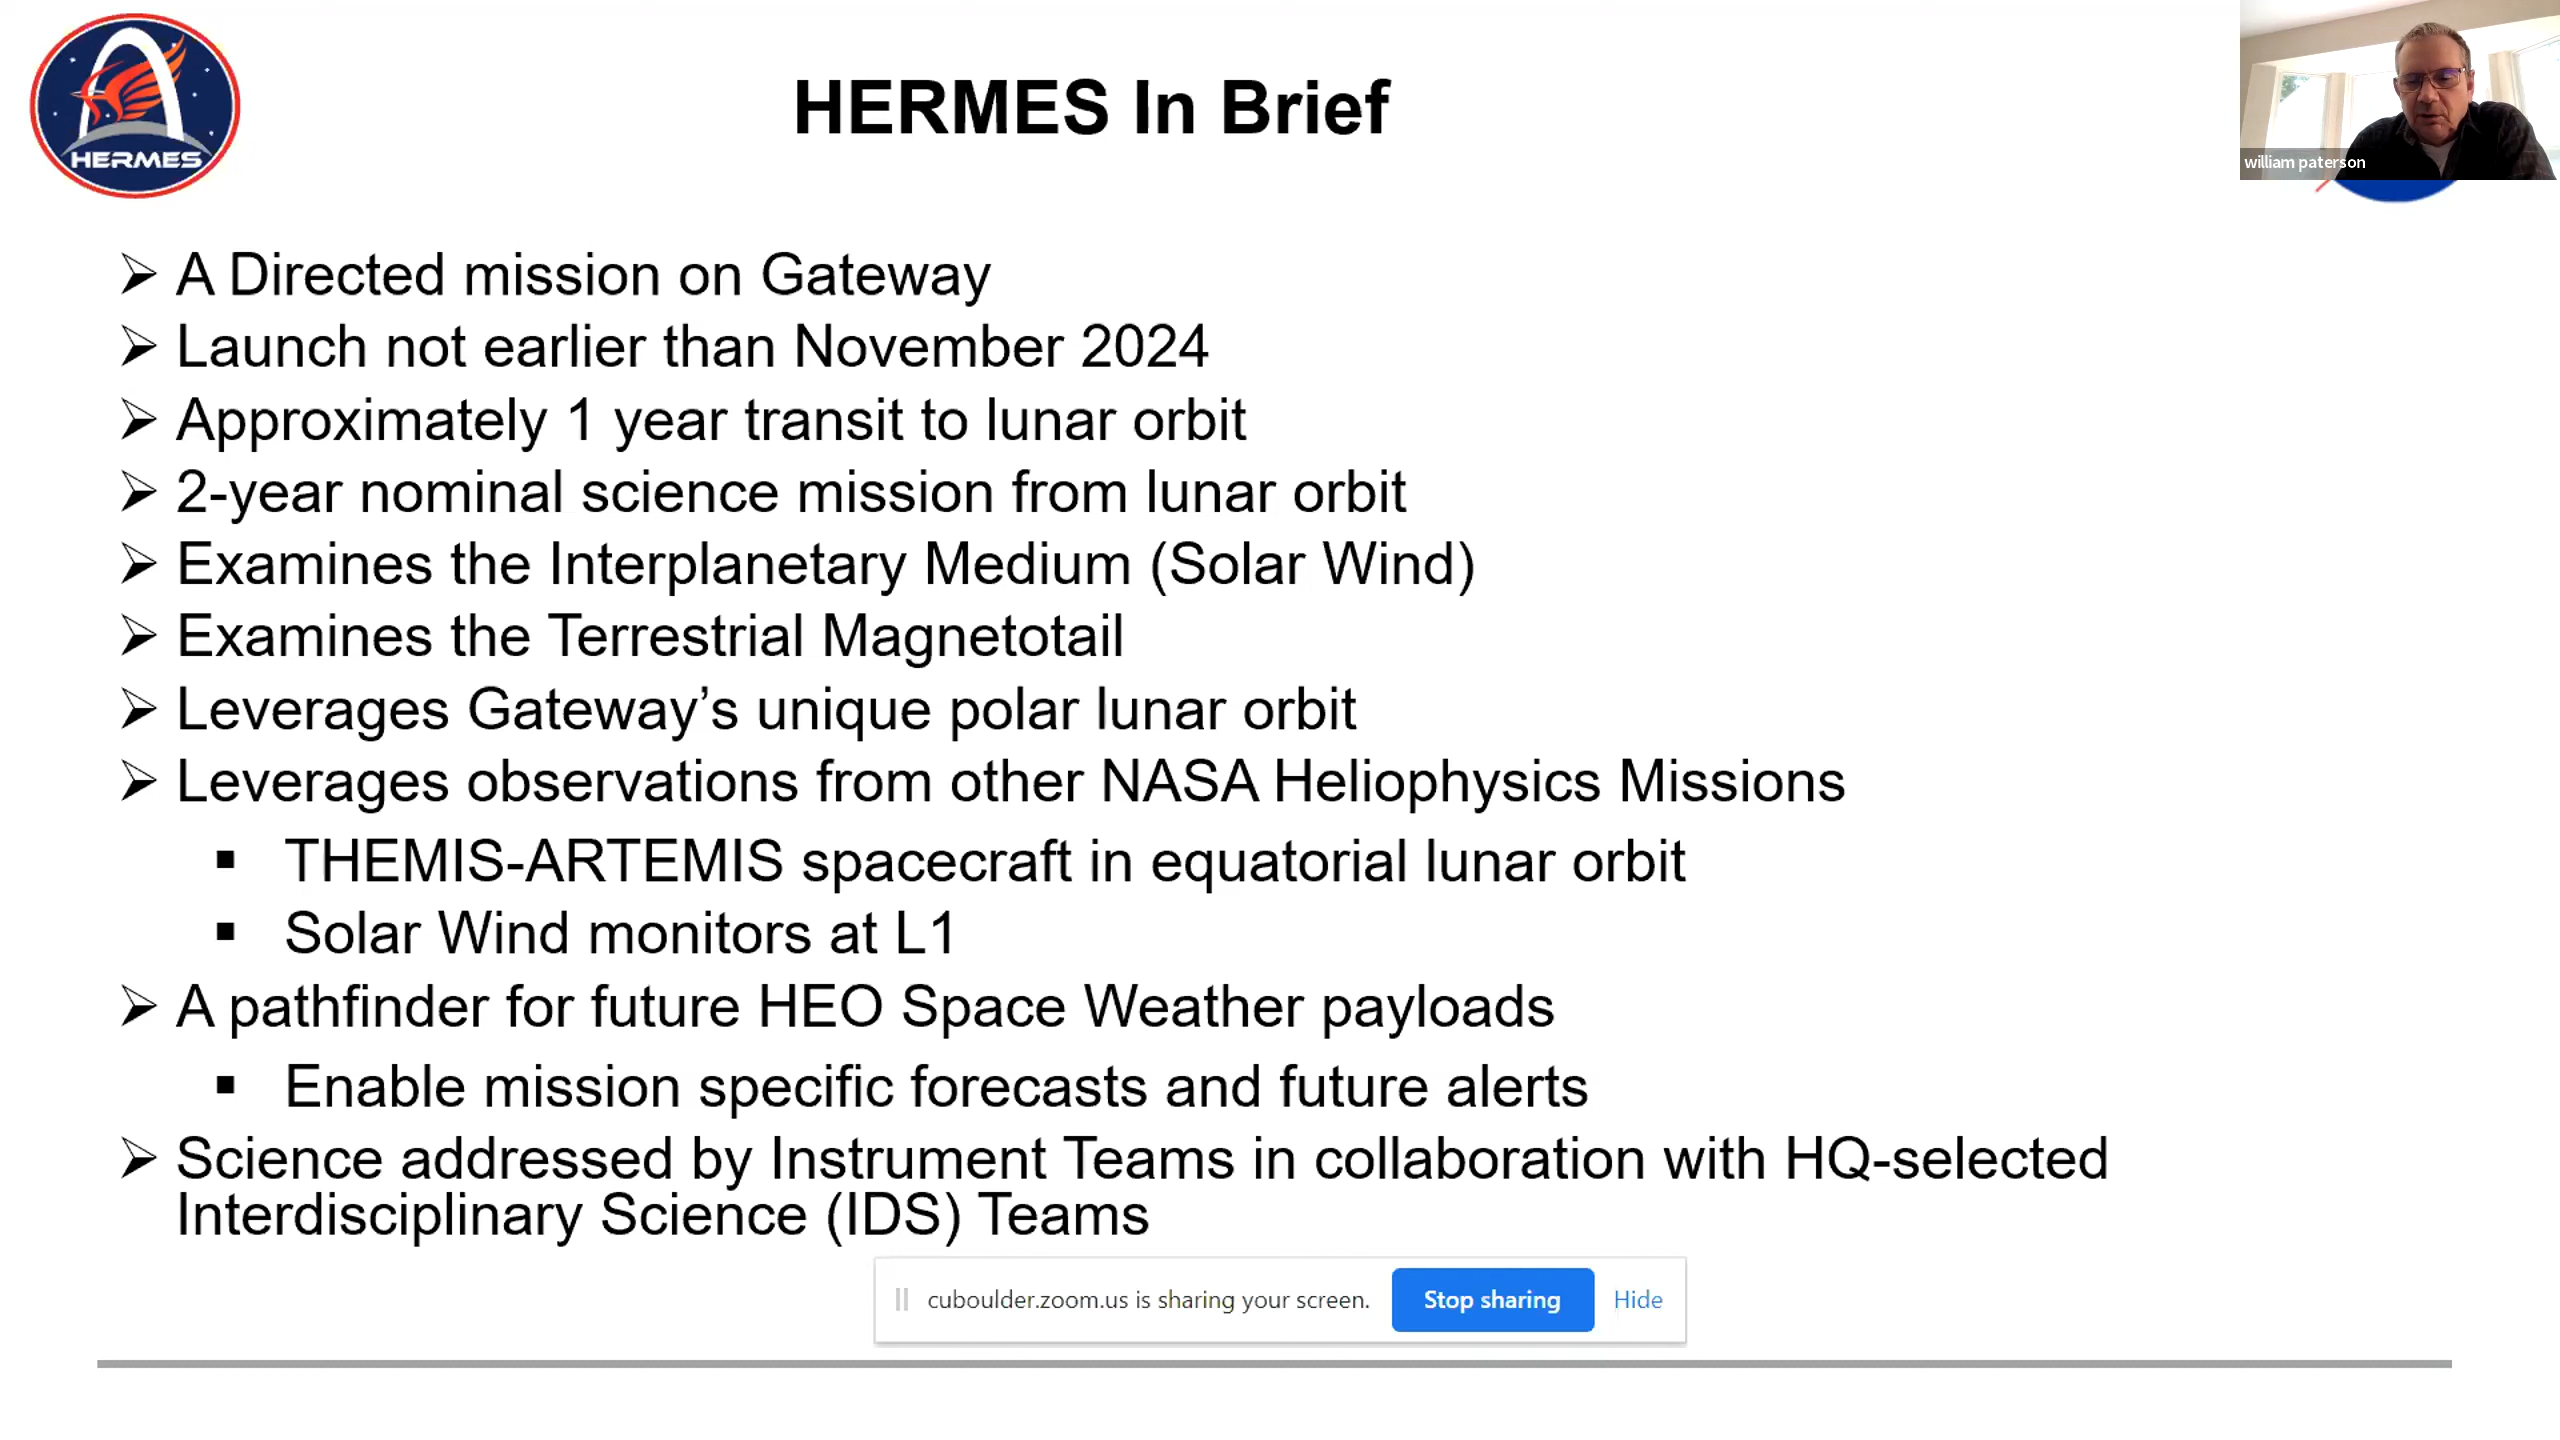 HERMES
HERMES In Brief
william paterson
➢ A Directed mission on Gateway
➢ Launch not earlier than November 2024
➢ Approximately 1 year transit to lunar orbit
➢ 2-year nominal science mission from lunar orbit
➢ Examines the Interplanetary Medium (Solar Wind)
➢ Examines the Terrestrial Magnetotail
➢ Leverages Gateway’s unique polar lunar orbit
➢ Leverages observations from other NASA Heliophysics Missions
▪ THEMIS-ARTEMIS spacecraft in equatorial lunar orbit
▪ Solar Wind monitors at L1
➢ A pathfinder for future HEO Space Weather payloads
▪ Enable mission specific forecasts and future alerts
➢ Science addressed by Instrument Teams in collaboration with HQ-selected
Interdisciplinary Science (IDS) Teams
cuboulder.zoom.us is sharing your screen. Stop sharing Hide